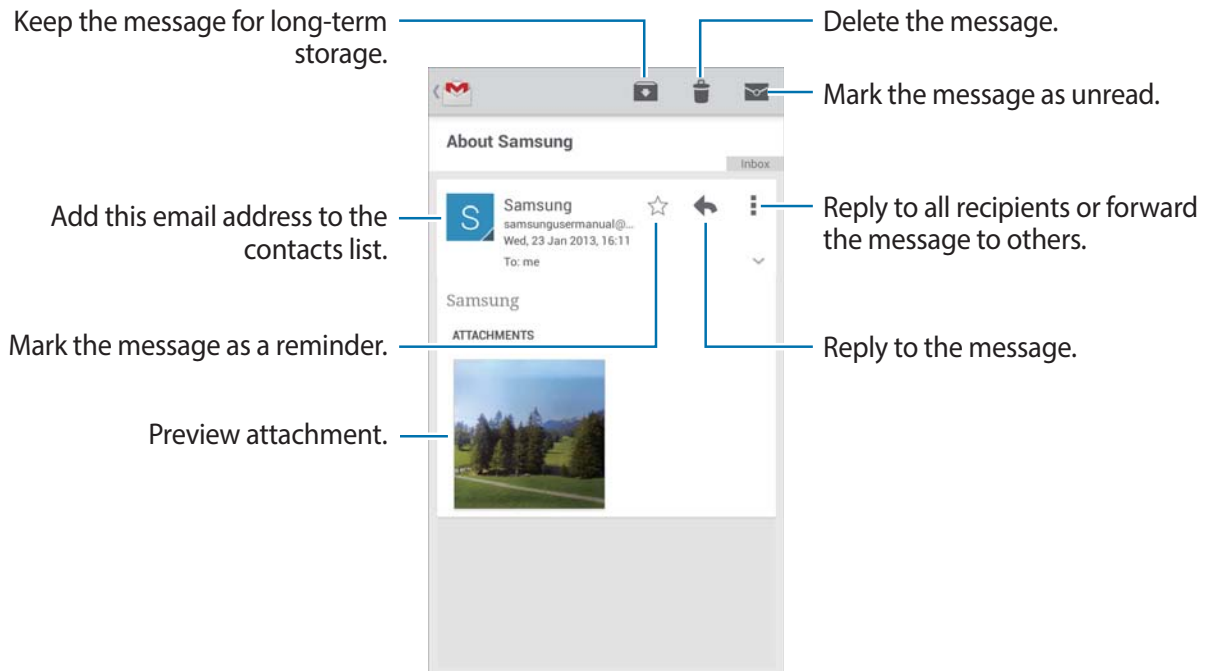 Keep the message for long-term
storage.
Delete the message.
Mark the message as unread.
About Samsung
Inbox
Add this email address to the
contacts list.
S
Samsung
samsungusermanual@...
Wed, 23 Jan 2013, 16:11
To: me
Reply to all recipients or forward
the message to others.
Samsung
Mark the message as a reminder.
ATTACHMENTS
Reply to the message.
Preview attachment.